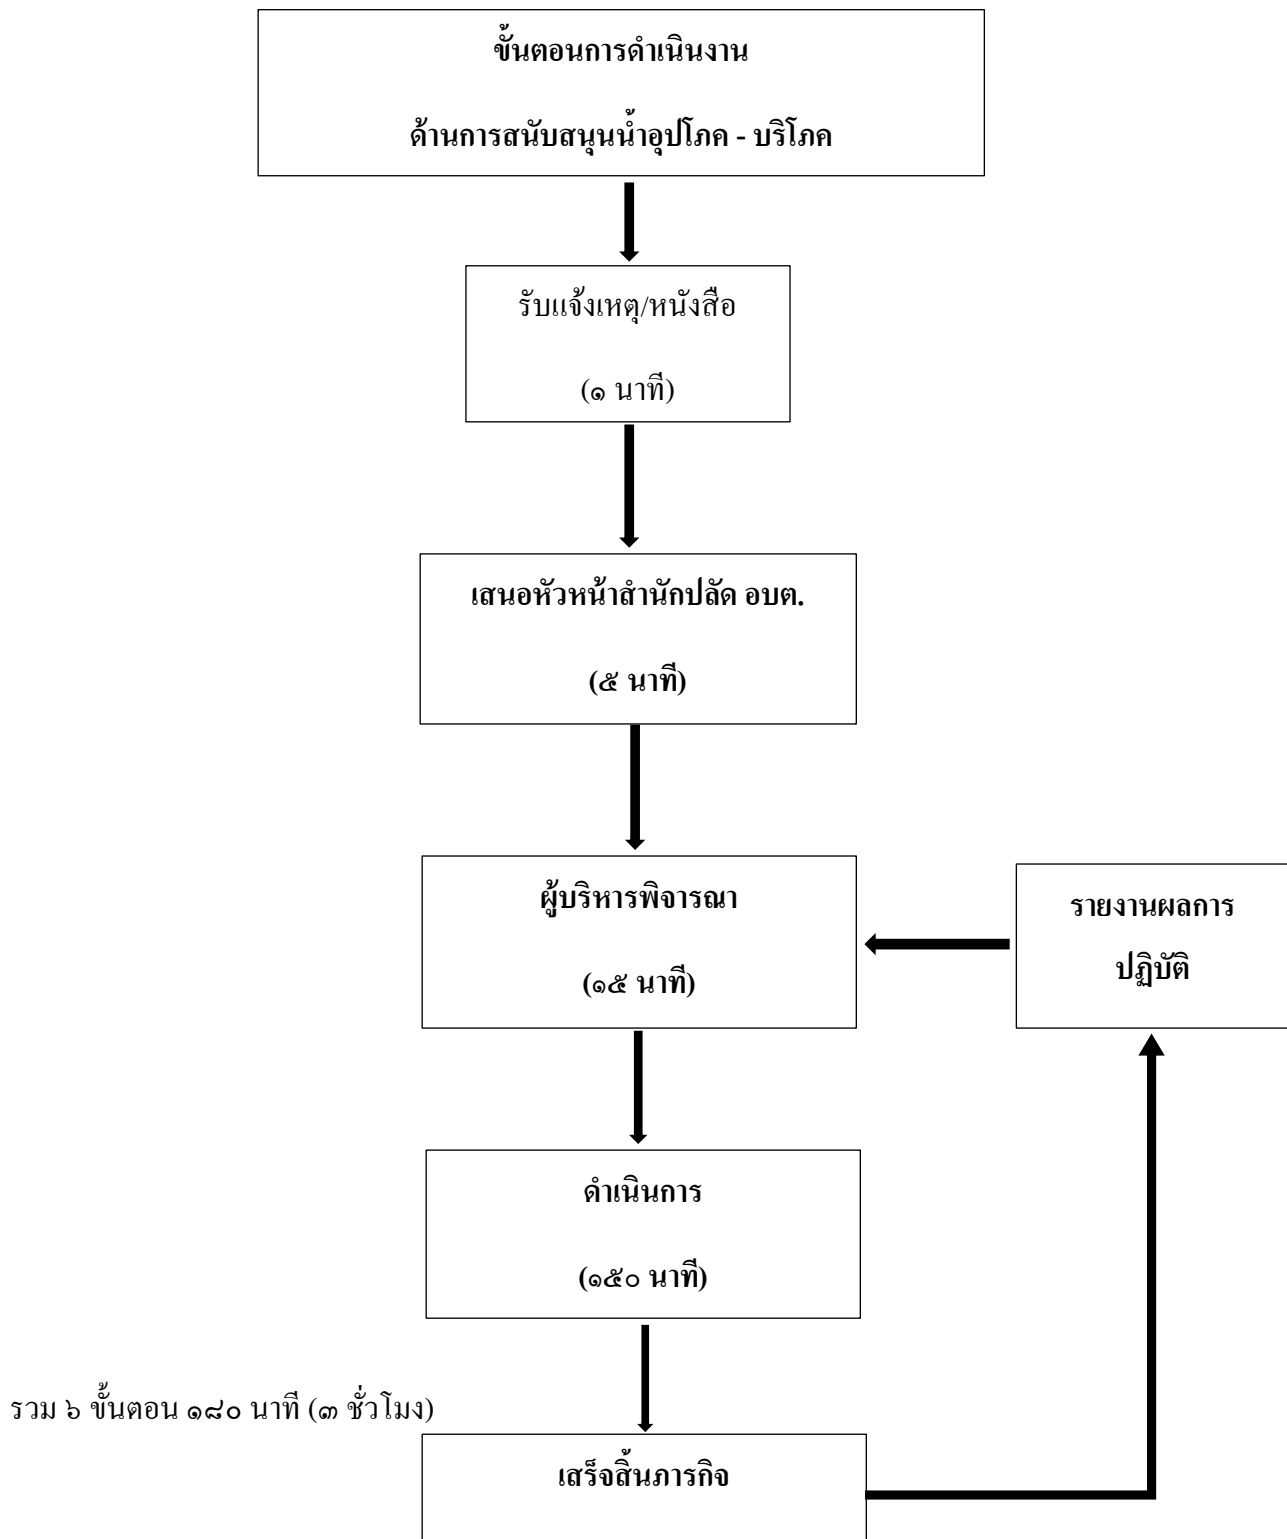 ขั้นตอนการดำเนินงาน
ด้านการสนับสนุนน้ำอุปโภค - บริโภค
รับแจ้งเหตุ/หนังสือ
(๑ นาที)
เสนอหัวหน้าสำนักปลัด อบต.
(๕ นาที)
ผู้บริหารพิจารณา
(๑๕ นาที)
รายงานผลการ
ปฏิบัติ
ดำเนินการ
(๑๕๐ นาที)
รวม ๖ ขั้นตอน ๑๘๐ นาที (๓ ชั่วโมง)
เสร็จสิ้นภารกิจ